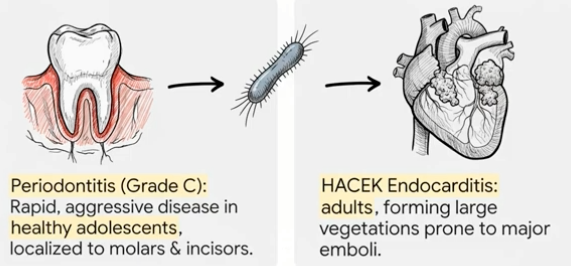 Periodontitis (Grade C):
Rapid, aggressive disease in
healthy adolescents,
localized to molars & incisors.
HACEK Endocarditis:
adults, forming large
vegetations prone to major
emboli.